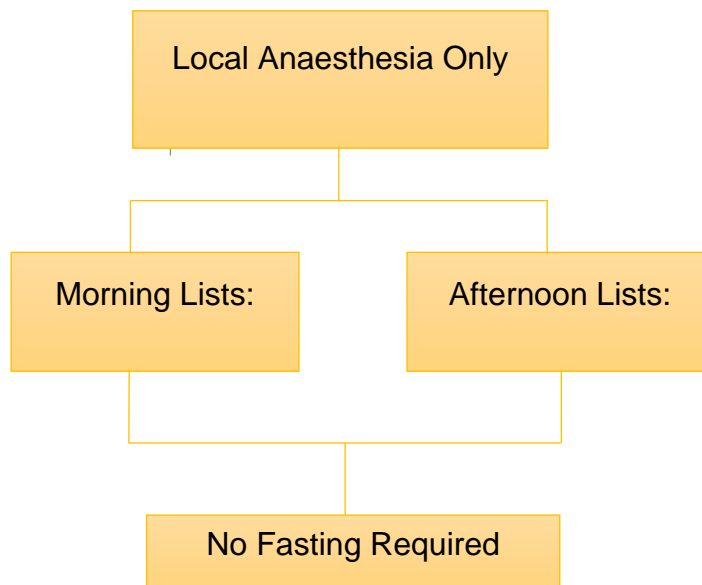 Local Anaesthesia Only
Morning Lists:
Afternoon Lists:
No Fasting Required